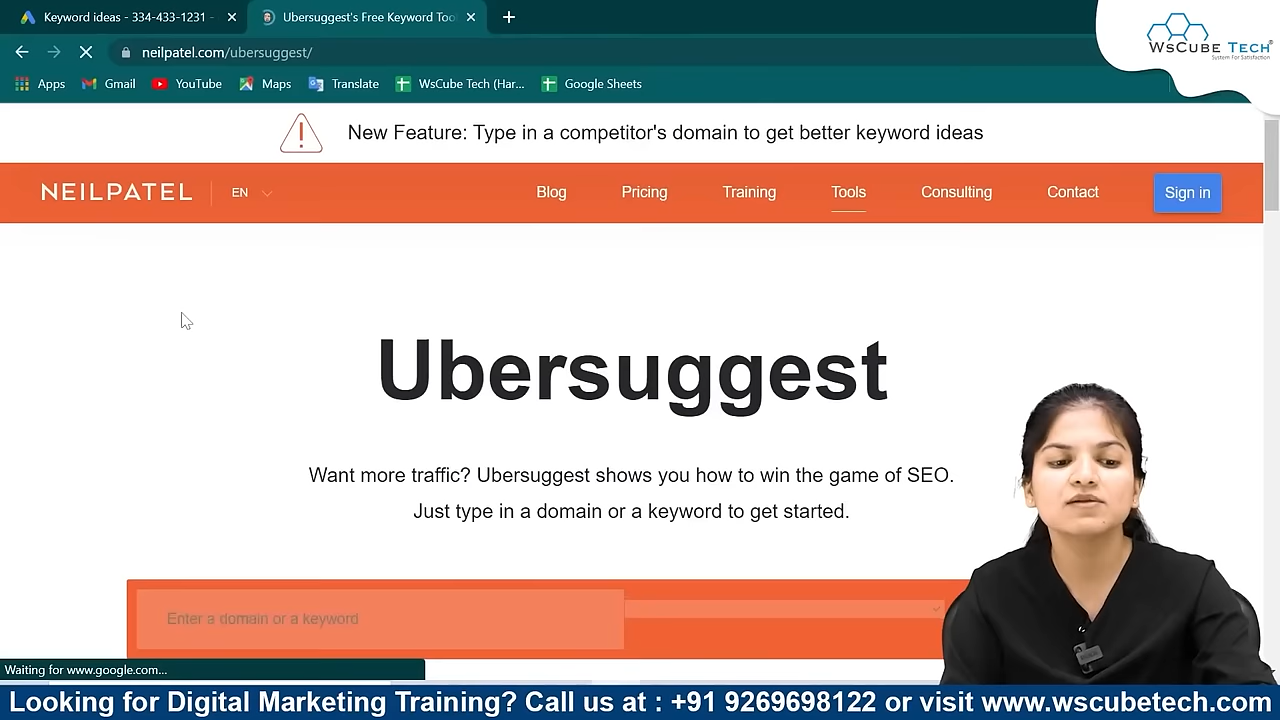 Keyword ideas - 334-433-1231 -
Ubersuggest's Free Keyword Too
WsCube Tech
System For Satisfaction
neilpatel.com/ubersuggest/
Apps
Gmail
YouTube
Maps
Translate
WsCube Tech (Har...
Google Sheets
New Feature: Type in a competitor's domain to get better keyword ideas
NEILPATEL
EN
Blog
Pricing
Training
Tools
Consulting
Contact
Sign in
Ubersuggest
Want more traffic? Ubersuggest shows you how to win the game of SEO.
Just type in a domain or a keyword to get started.
Enter a domain or a keyword
Waiting for www.google.com...
Looking for Digital Marketing Training? Call us at : +91 9269698122 or visit www.wscubetech.com